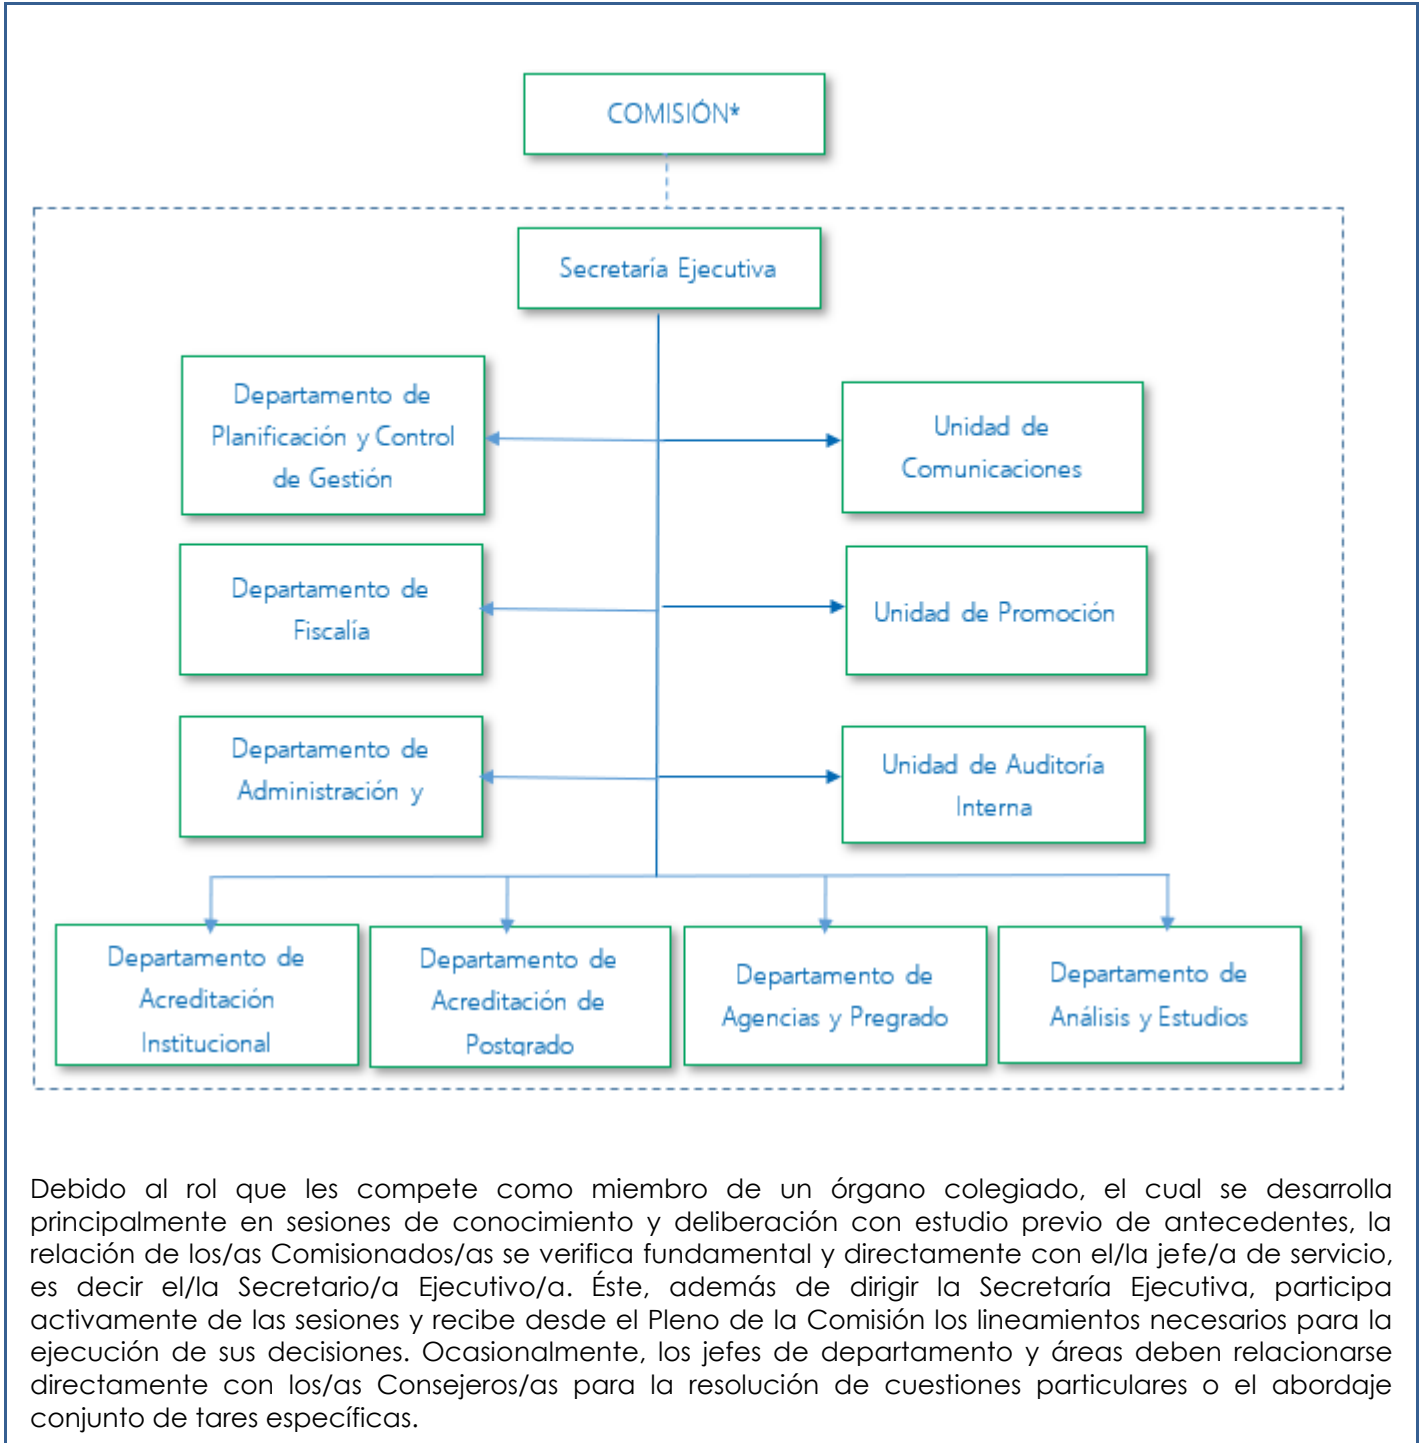 COMISIÓN*
Secretaría Ejecutiva
Departamento de
Planificación y Control
de Gestión
Unidad de
Comunicaciones
Departamento de
Fiscalía
Unidad de Promoción
Departamento de
Administración y
Unidad de Auditoría
Interna
Departamento de
Acreditación
Institucional
Departamento de
Acreditación de
Postgrado
Departamento de
Agencias y Pregrado
Departamento de
Análisis y Estudios
Debido al rol que les compete como miembro de un órgano colegiado, el cual se desarrolla
principalmente en sesiones de conocimiento y deliberación con estudio previo de antecedentes, la
relación de los/as Comisionados/as se verifica fundamental y directamente con el/la jefe/a de servicio,
es decir el/la Secretario/a Ejecutivo/a. Éste, además de dirigir la Secretaría Ejecutiva, participa
activamente de las sesiones y recibe desde el Pleno de la Comisión los lineamientos necesarios para la
ejecución de sus decisiones. Ocasionalmente, los jefes de departamento y áreas deben relacionarse
directamente con los/as Consejeros/as para la resolución de cuestiones particulares o el abordaje
conjunto de tares específicas.